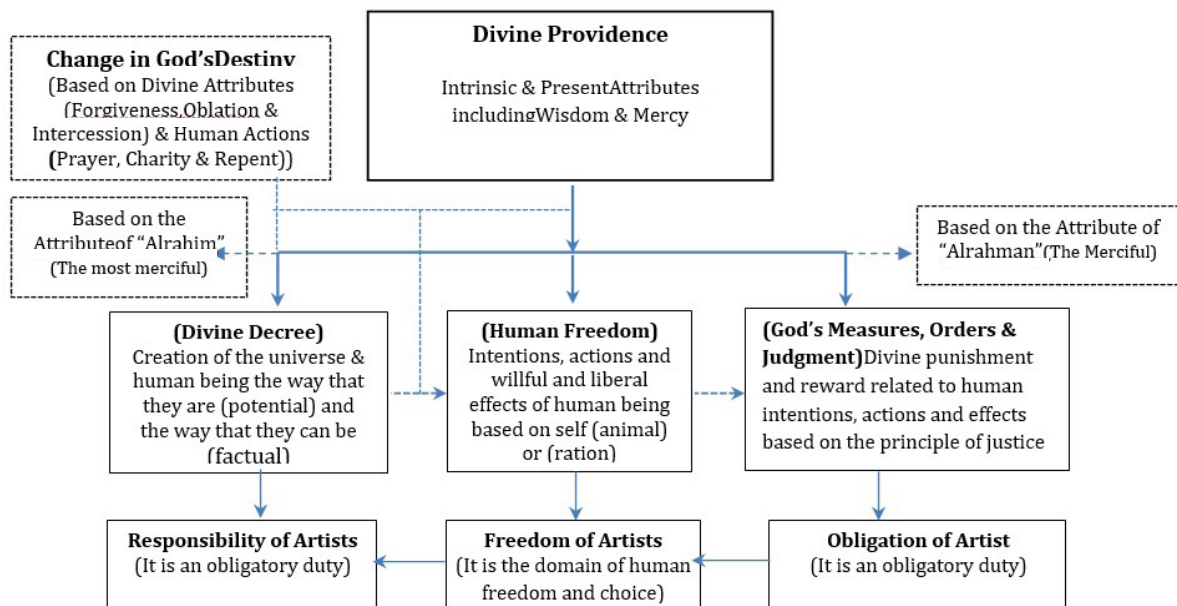 Change in God'sDestiny
(Based on Divine Attributes
(Forgiveness,Oblation &
Intercession) & Human Actions
(Prayer, Charity & Repent))
Divine Providence
Intrinsic & PresentAttributes
includingWisdom & Mercy
Based on the
Attributeof "Alrahim"
(The most merciful)
Based on the Attribute of
"Alrahman"(The Merciful)
(Divine Decree)
Creation of the universe &
human being the way that
they are (potential) and
the way that they can be
(factual)
(Human Freedom)
Intentions, actions and
willful and liberal
effects of human being
based on self (animal)
or (ration)
(God's Measures, Orders &
Judgment)Divine punishment
and reward related to human
intentions, actions and effects
based on the principle of justice
Responsibility of Artists
(It is an obligatory duty)
Freedom of Artists
(It is the domain of human
freedom and choice)
Obligation of Artist
(It is an obligatory duty)